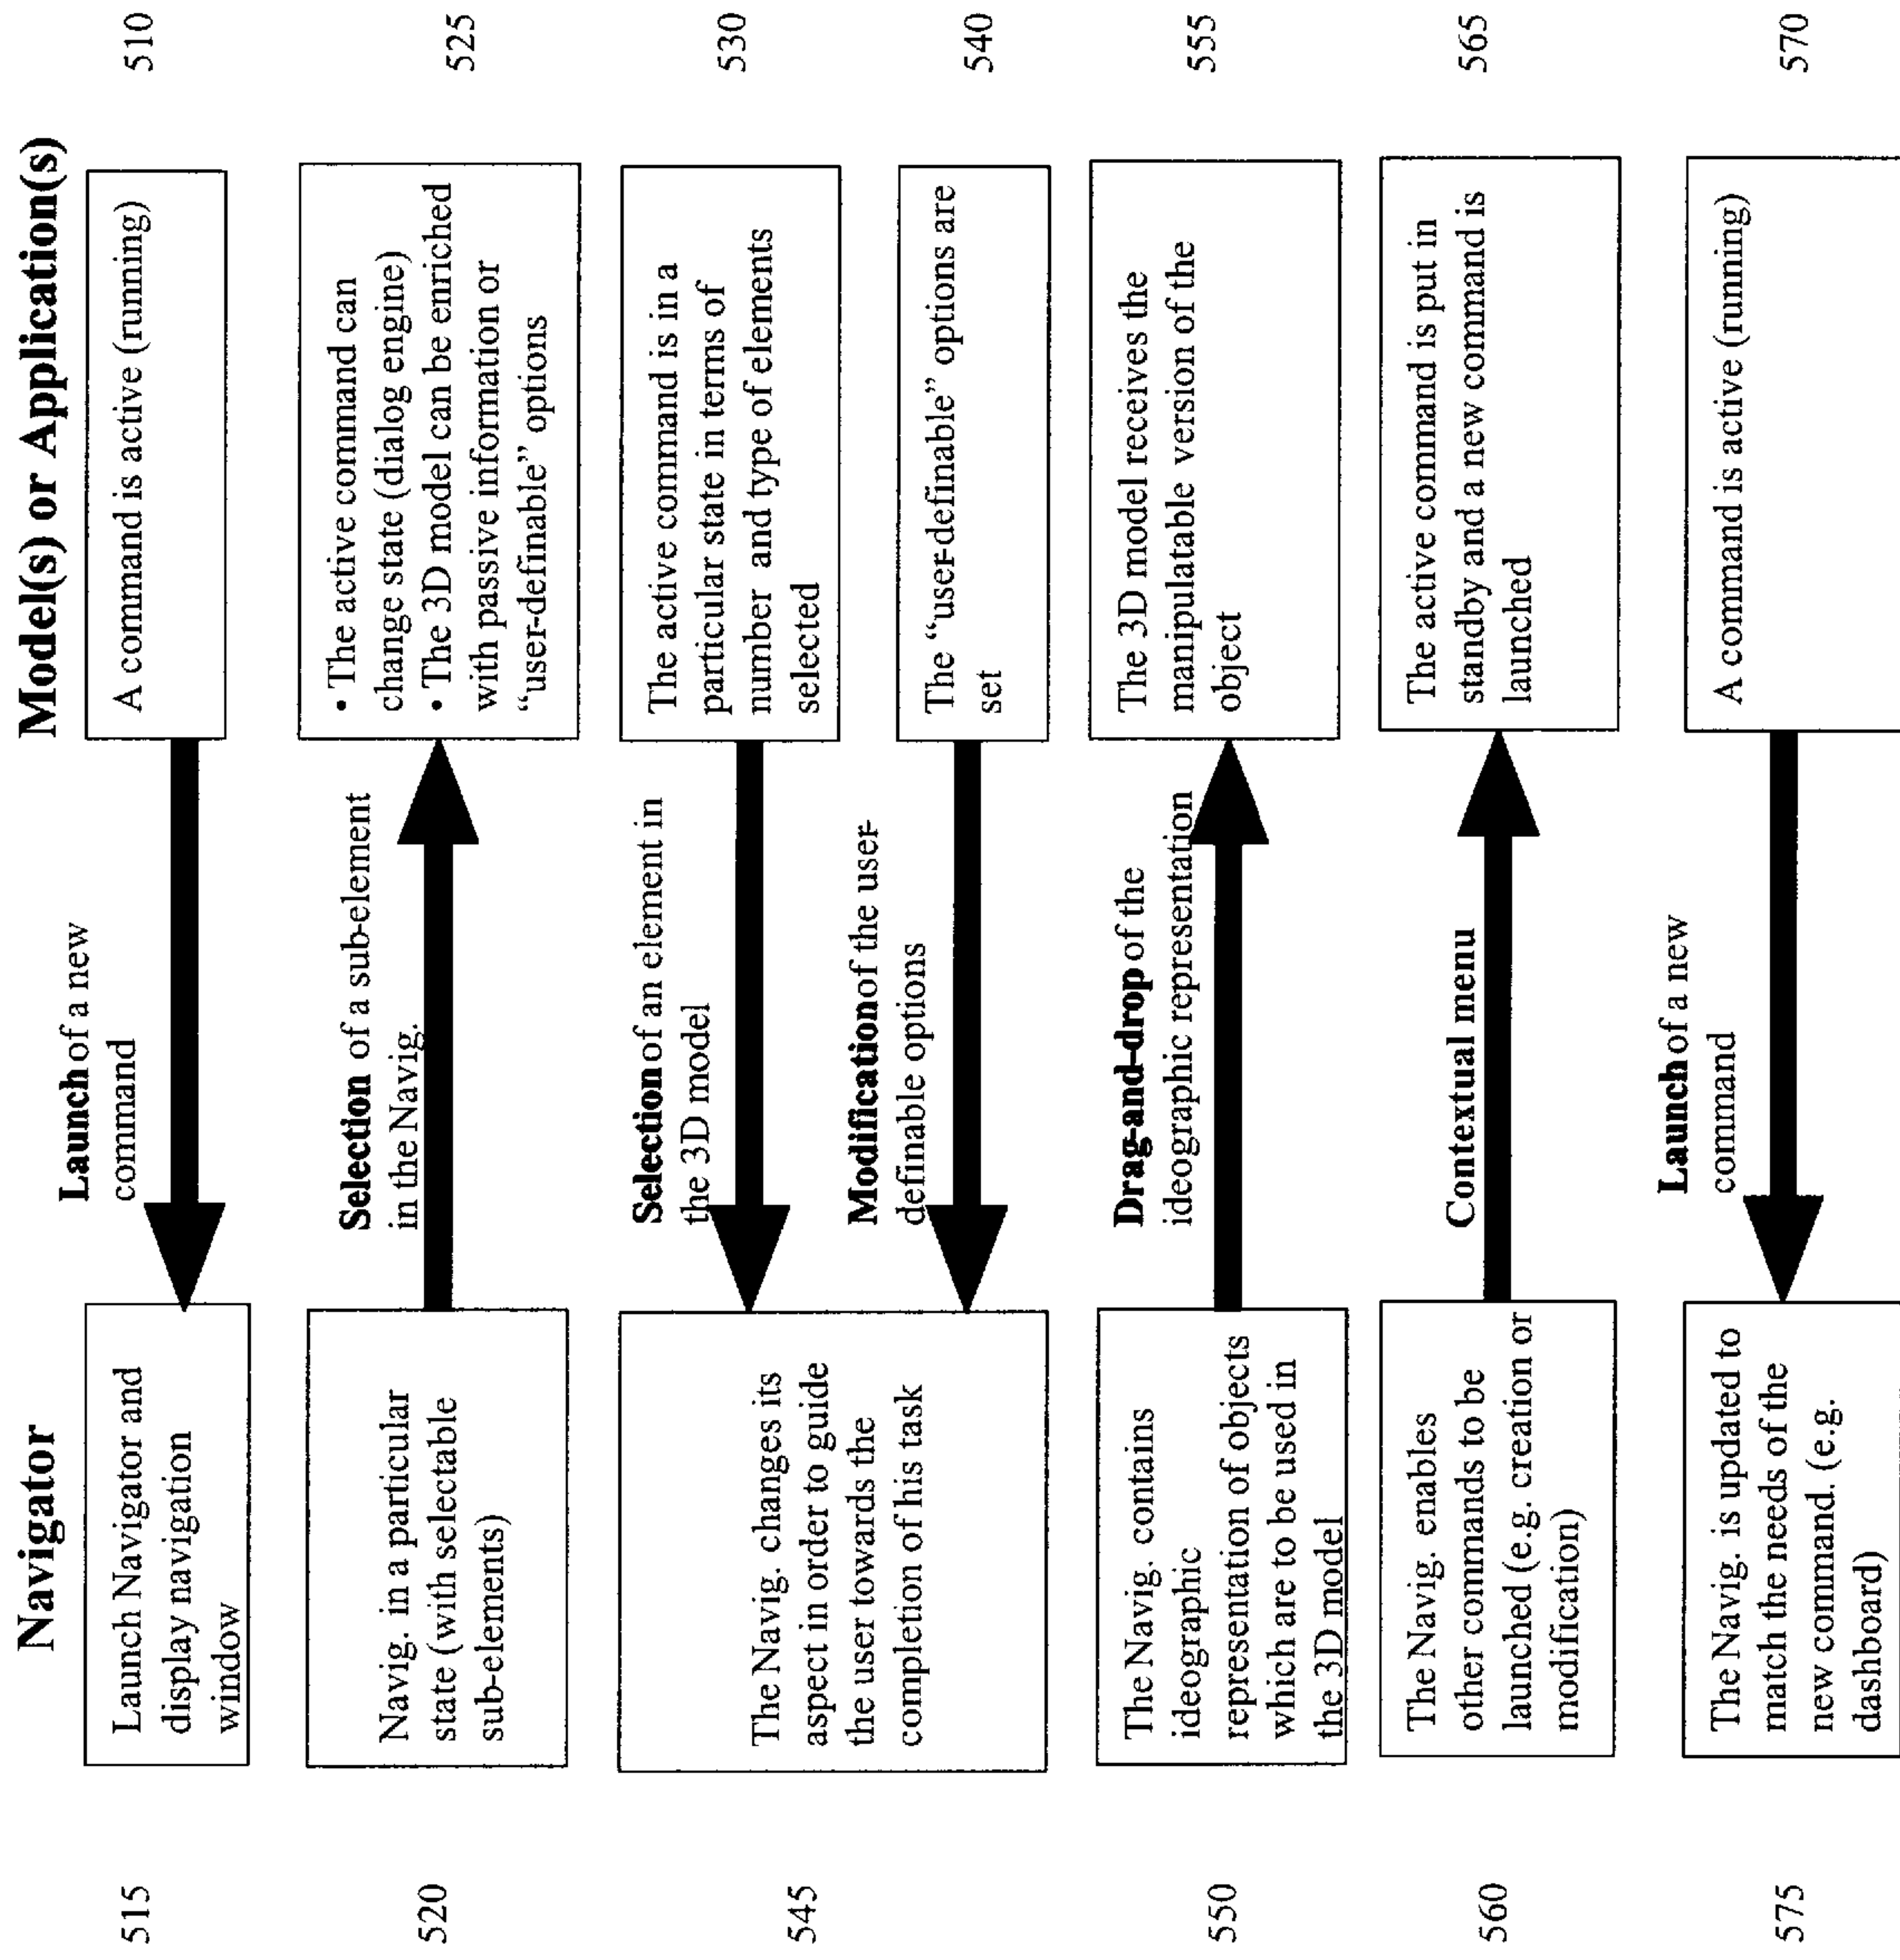 Navigator
Model(s) or Application(s)
515
Launch Navigator and
display navigation
window
Launch of a new
command
A command is active (running)
510
520
Navig. in a particular
state (with selectable
sub-elements)
Selection of a sub-element
in the Navig.
• The active command can
change state (dialog engine)
• The 3D model can be enriched
with passive information or
“user-definable” options
525
545
The Navig. changes its
aspect in order to guide
the user towards the
completion of his task
Selection of an element in
the 3D model
The active command is in a
particular state in terms of
number and type of elements
selected
530
Modification of the user-
definable options
The “user-definable” options are
set
540
550
The Navig. contains
ideographic
representation of objects
which are to be used in
the 3D model
Drag-and-drop of the
ideographic representation
The 3D model receives the
manipulatable version of the
object
555
560
The Navig. enables
other commands to be
launched (e.g. creation or
modification)
Contextual menu
The active command is put in
standby and a new command is
launched
565
575
The Navig. is updated to
match the needs of the
new command. (e.g.
dashboard)
Launch of a new
command
A command is active (running)
570